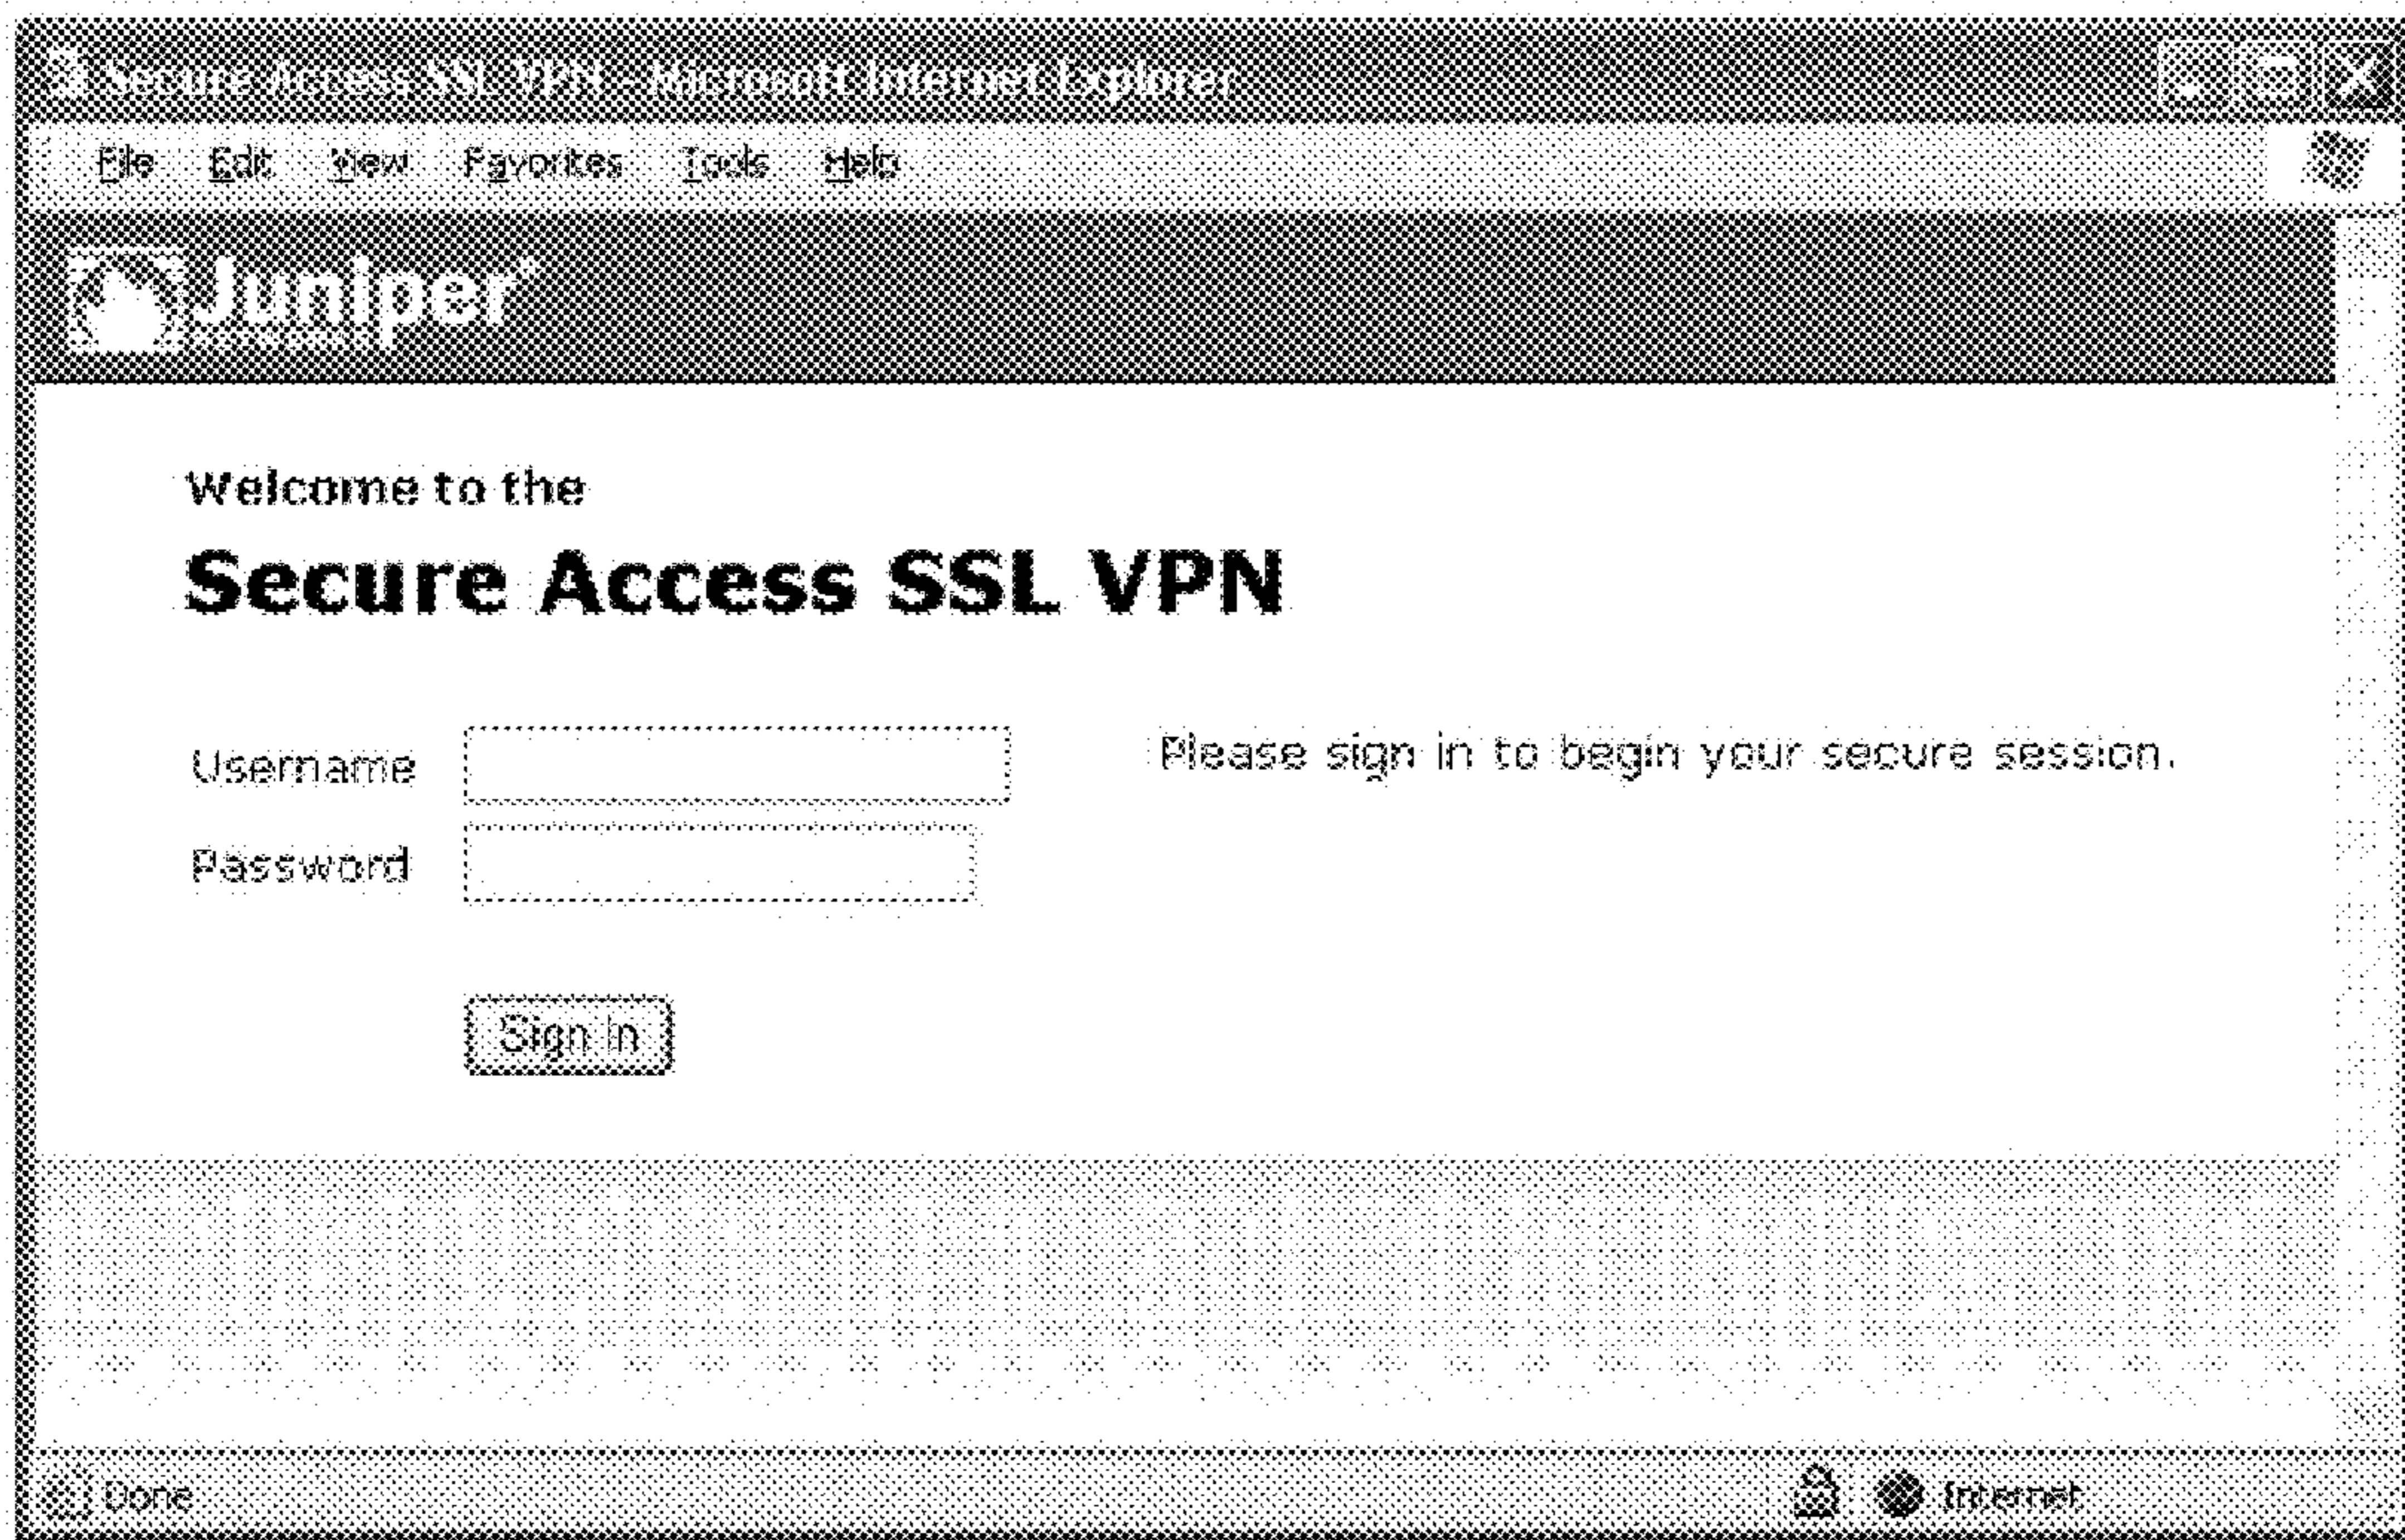 Secure Access SSL VPN - Microsoft Internet Explorer
File Edit View Favorites Tools Help
Juniper
NETWORKS
Welcome to the
Secure Access SSL VPN
Username
Please sign in to begin your secure session.
Password
Sign In
Done
Internet